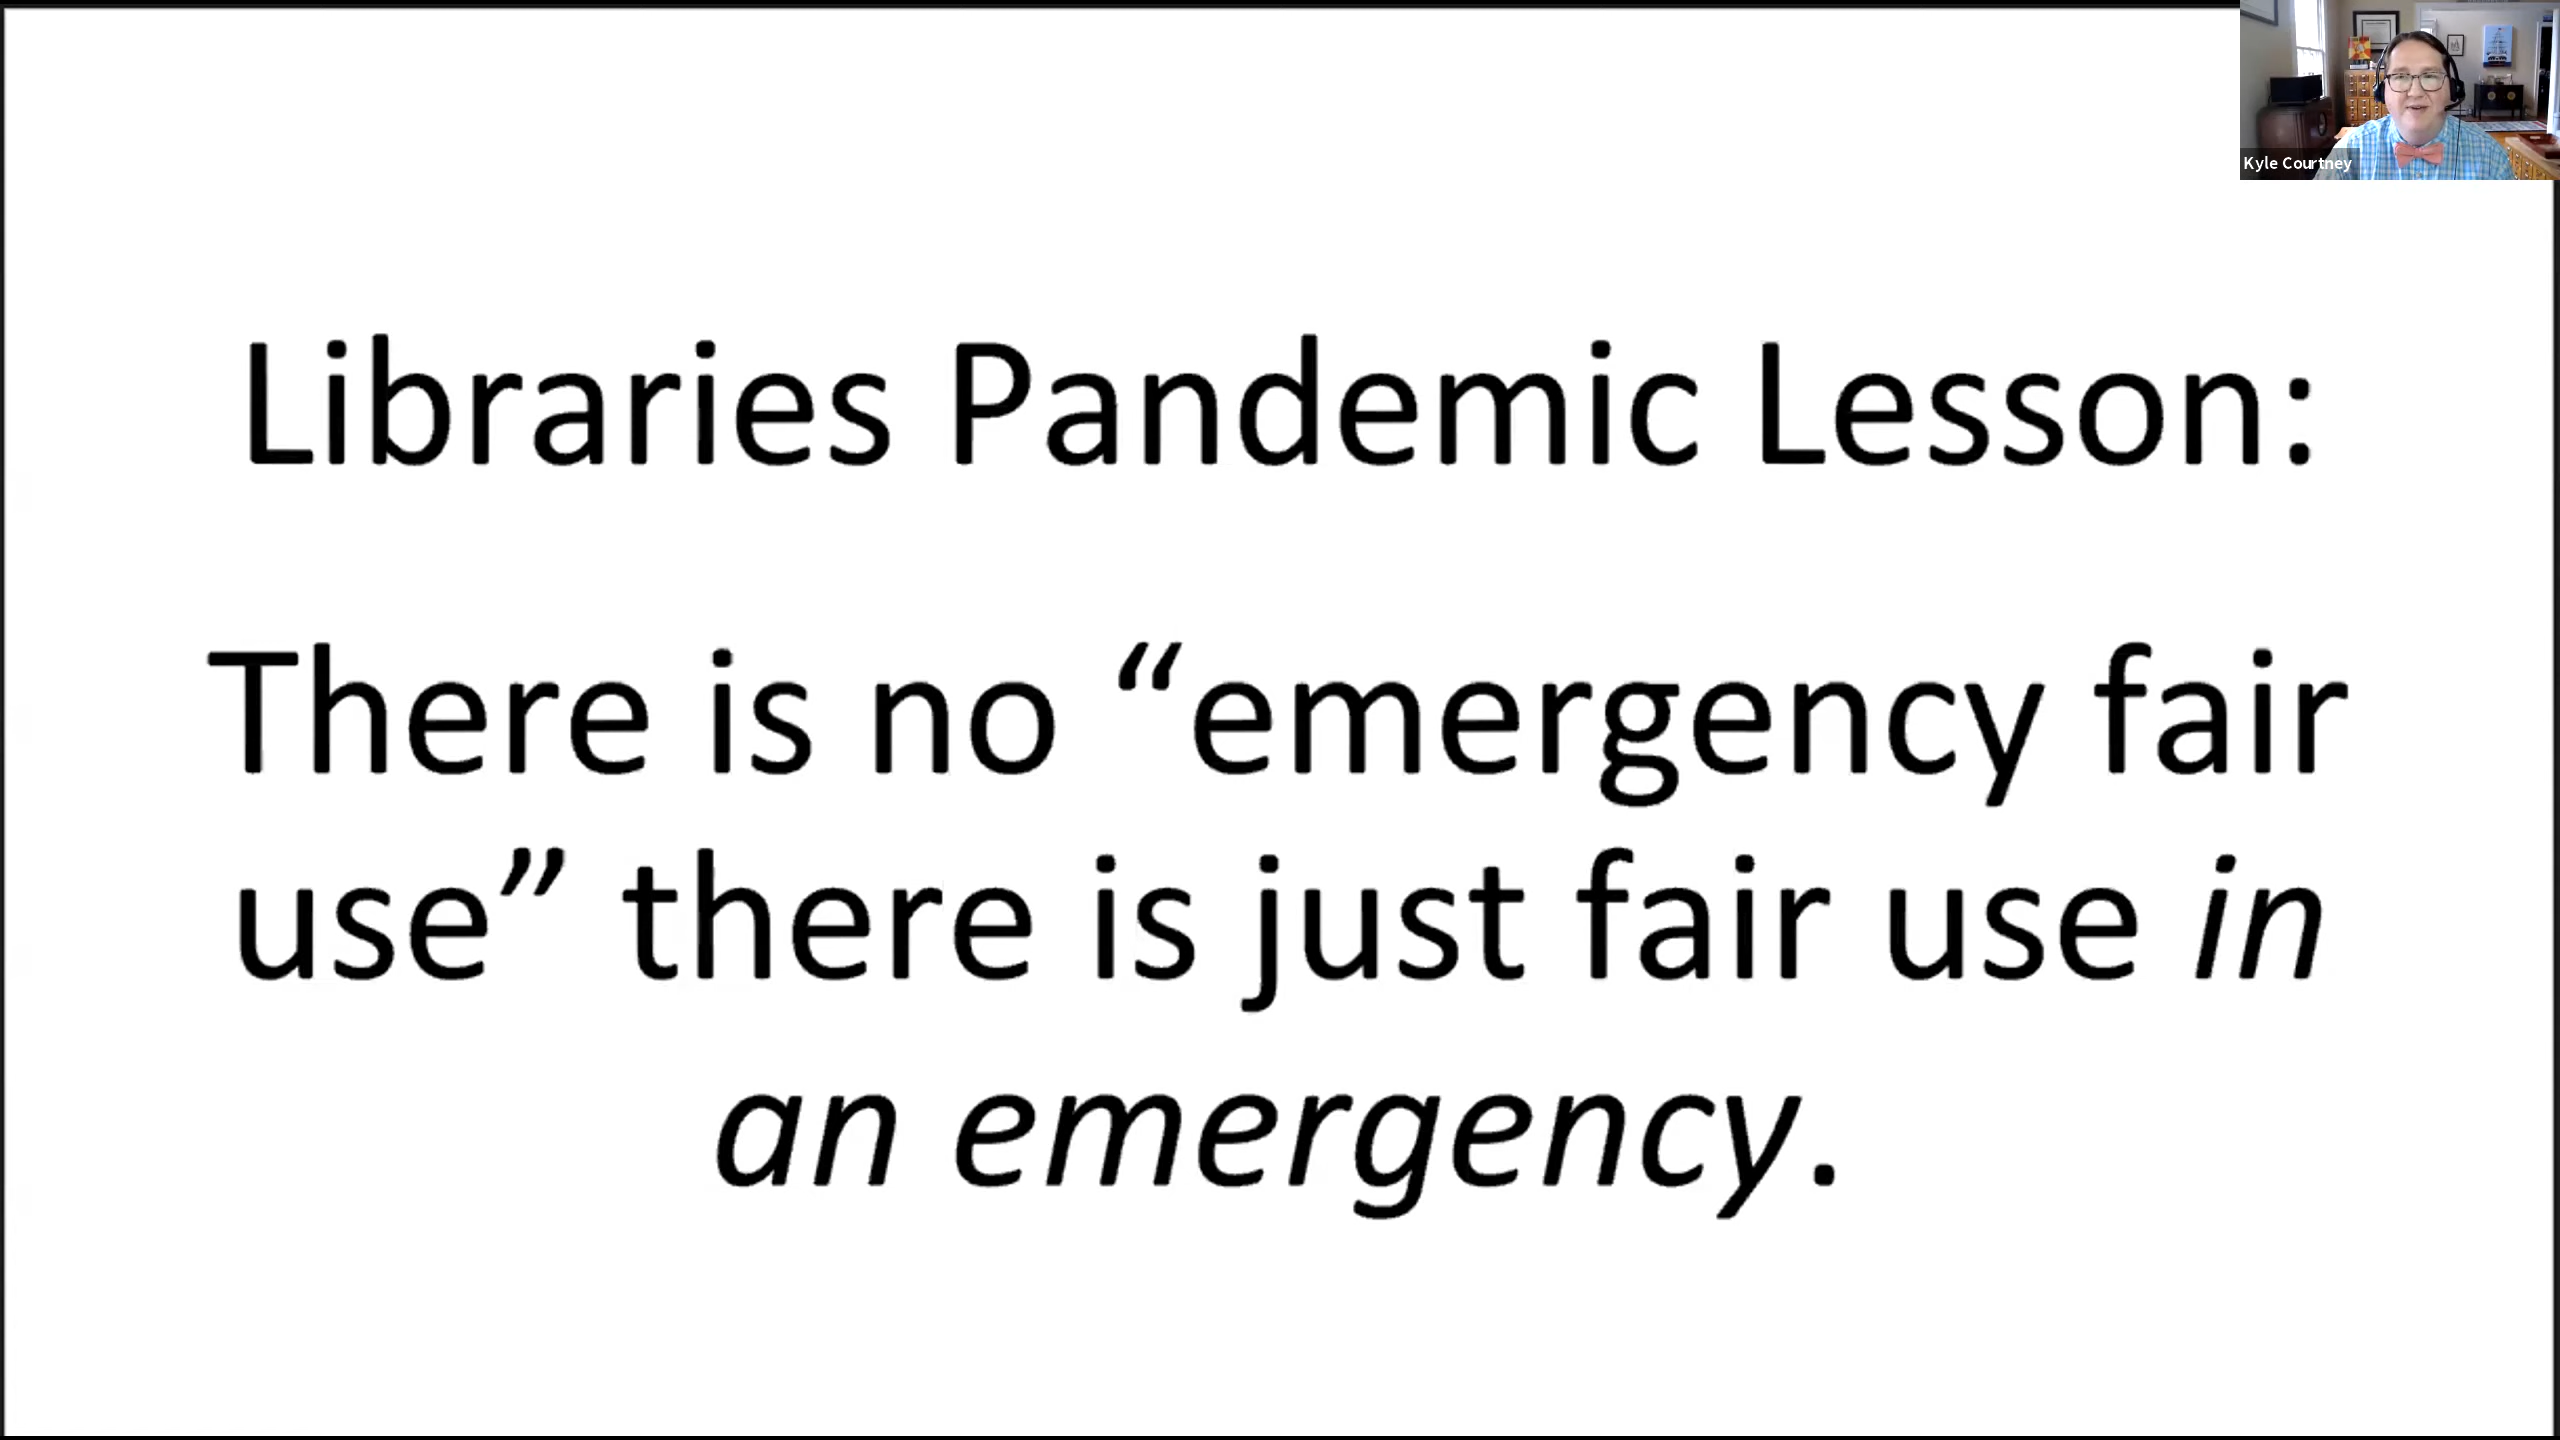 Kyle Courtney
Libraries Pandemic Lesson:
There is no “emergency fair
use” there is just fair use in
an emergency.